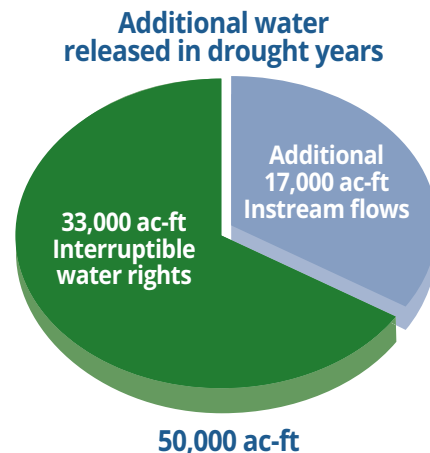 Additional water
released in drought years
Additional
17,000 ac-ft
Instream flows
33,000 ac-ft
Interruptible
water rights
50,000 ac-ft